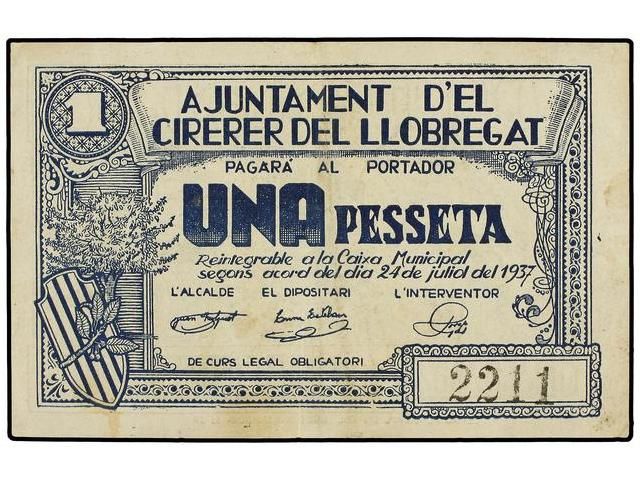 1
AJUNTAMENT D'EL
CIRERER DEL LLOBREGAT
PAGARÁ AL PORTADOR
UNA PESSETA
Reintegrable a la Caixa Municipal
segons acord del dia 24 de juliol del 1937
L'ALCALDE EL DIPOSITARI L'INTERVENTOR
DE CURS LEGAL OBLIGATORI
2211